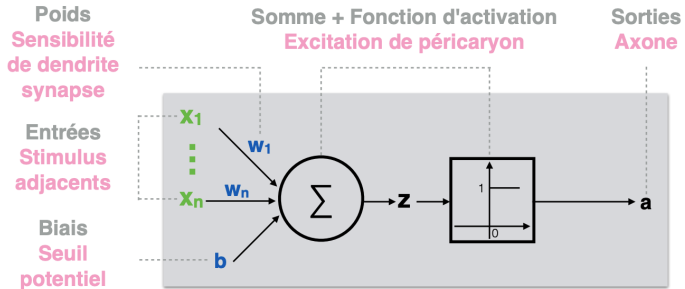 Poids
Sensibilité
de dendrite
synapse
Somme + Fonction d'activation
Excitation de péricaryon
Sorties
Axone
Entrées
Stimulus
adjacents
Biais
Seuil
potentiel
x1
w1
xn
wn
b
Σ
z
1
0
a